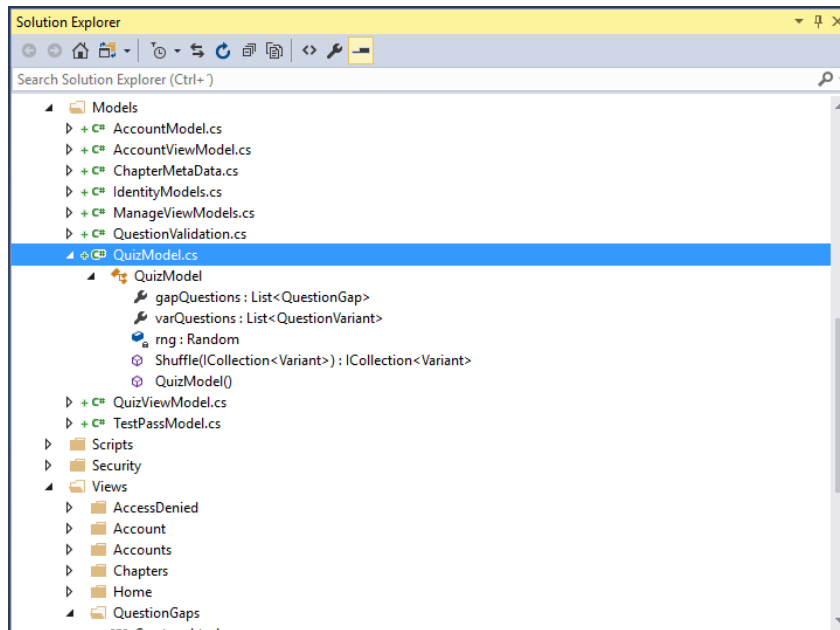 Solution Explorer
Search Solution Explorer (Ctrl+´)
Models
+ C# AccountModel.cs
+ C# AccountViewModel.cs
+ C# ChapterMetaData.cs
+ C# IdentityModels.cs
+ C# ManageViewModels.cs
+ C# QuestionValidation.cs
+ C# QuizModel.cs
QuizModel
gapQuestions : List<QuestionGap>
varQuestions : List<QuestionVariant>
rng : Random
Shuffle(ICollection<Variant>) : ICollection<Variant>
QuizModel()
+ C# QuizViewModel.cs
+ C# TestPassModel.cs
Scripts
Security
Views
AccessDenied
Account
Accounts
Chapters
Home
QuestionGaps